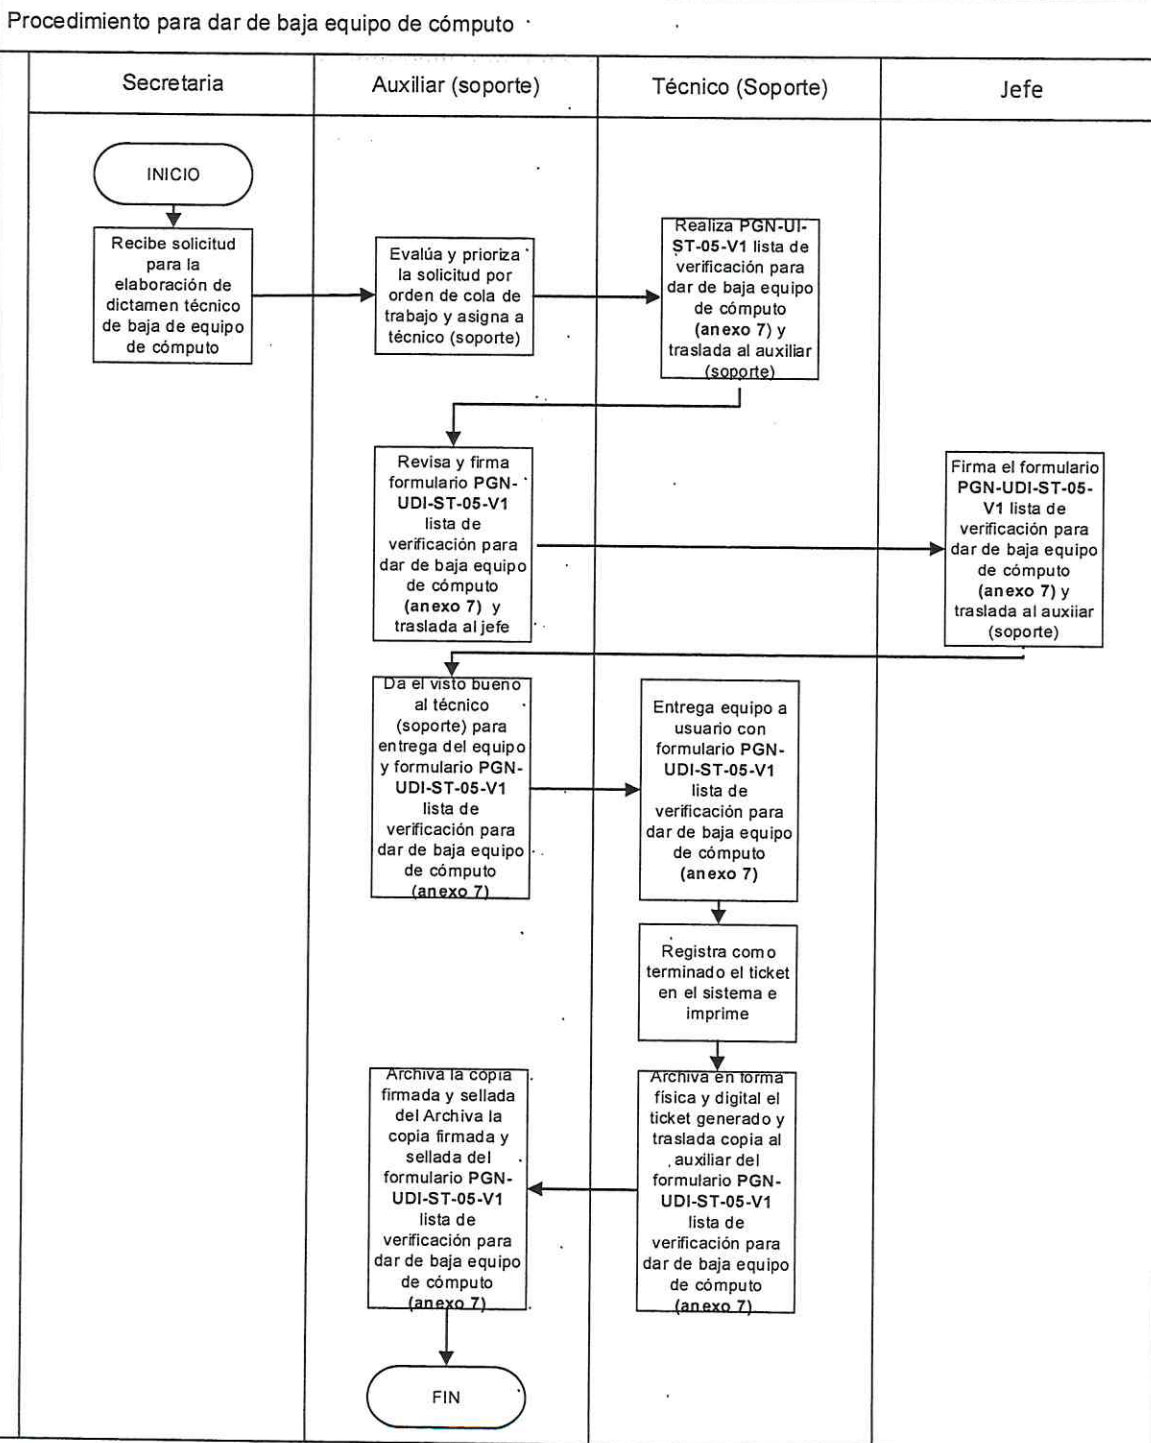 Procedimiento para dar de baja equipo de cómputo
Secretaria
Auxiliar (soporte)
Técnico (Soporte)
Jefe
INICIO
Recibe solicitud
para la
elaboración de
dictamen técnico
de baja de equipo
de cómputo
Evalúa y prioriza
la solicitud por
orden de cola de
trabajo y asigna a
técnico (soporte)
Realiza PGN-UI-
ST-05-V1 lista de
verificación para
dar de baja equipo
de cómputo
(anexo 7) y
traslada al auxiliar
(soporte)
Revisa y firma
formulario PGN-
UDI-ST-05-V1
lista de
verificación para
dar de baja equipo
de cómputo
(anexo 7) y
traslada al jefe
Firma el formulario
PGN-UDI-ST-05-
V1 lista de
verificación para
dar de baja equipo
de cómputo
(anexo 7) y
traslada al auxiliar
(soporte)
Da el visto bueno
al técnico
(soporte) para
entrega del equipo
y formulario PGN-
UDI-ST-05-V1
lista de
verificación para
dar de baja equipo
de cómputo
(anexo 7)
Entrega equipo a
usuario con
formulario PGN-
UDI-ST-05-V1
lista de
verificación para
dar de baja equipo
de cómputo
(anexo 7)
Registra como
terminado el ticket
en el sistema e
imprime
Archiva en forma
física y digital el
ticket generado y
traslada copia al
auxiliar del
formulario PGN-
UDI-ST-05-V1
lista de
verificación para
dar de baja equipo
de cómputo
(anexo 7)
Archiva la copia
firmada y sellada
del Archiva la
copia firmada y
sellada del
formulario PGN-
UDI-ST-05-V1
lista de
verificación para
dar de baja equipo
de cómputo
(anexo 7)
FIN